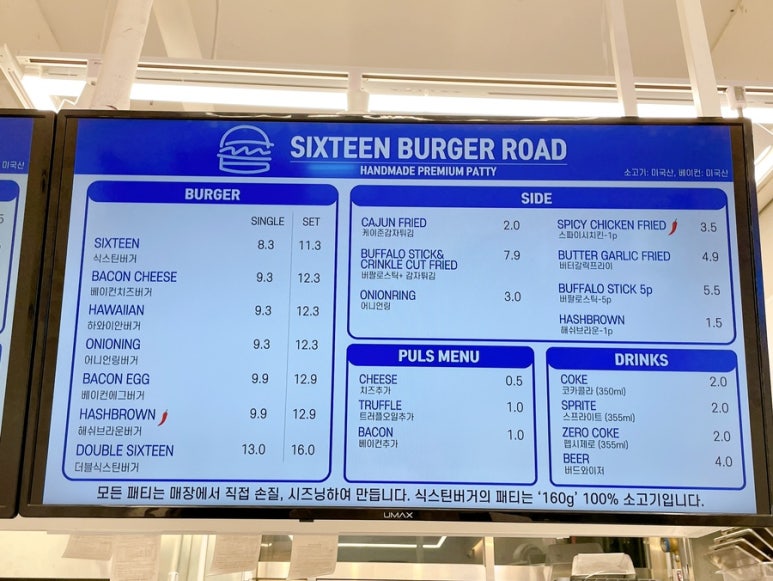 미국산
5
SIXTEEN BURGER ROAD
HANDMADE PREMIUM PATTY
소고기: 미국산, 베이컨: 미국산
BURGER
SINGLE SET
SIXTEEN 8.3 11.3
식스틴버거
BACON CHEESE 9.3 12.3
베이컨치즈버거
HAWAIIAN 9.3 12.3
하와이안버거
ONIONING 9.3 12.3
어니언링버거
BACON EGG 9.9 12.9
베이컨에그버거
HASHBROWN 9.9 12.9
해쉬브라운버거
DOUBLE SIXTEEN 13.0 16.0
더블식스틴버거
SIDE
CAJUN FRIED 2.0
케이준감자튀김
BUFFALO STICK&
CRINKLE CUT FRIED 7.9
버팔로스틱+ 감자튀김
ONIONRING 3.0
어니언링
SPICY CHICKEN FRIED 3.5
스파이시치킨-1p
BUTTER GARLIC FRIED 4.9
버터갈릭프라이
BUFFALO STICK 5p 5.5
버팔로스틱-5p
HASHBROWN 1.5
해쉬브라운-1p
PULS MENU
CHEESE 0.5
치즈추가
TRUFFLE 1.0
트러플오일추가
BACON 1.0
베이컨추가
DRINKS
COKE 2.0
코카콜라 (350ml)
SPRITE 2.0
스프라이트 (355ml)
ZERO COKE 2.0
펩시제로 (355ml)
BEER 4.0
버드와이저
모든 패티는 매장에서 직접 손질, 시즈닝하여 만듭니다. 식스틴버거의 패티는 '160g' 100% 소고기입니다.
UMAX